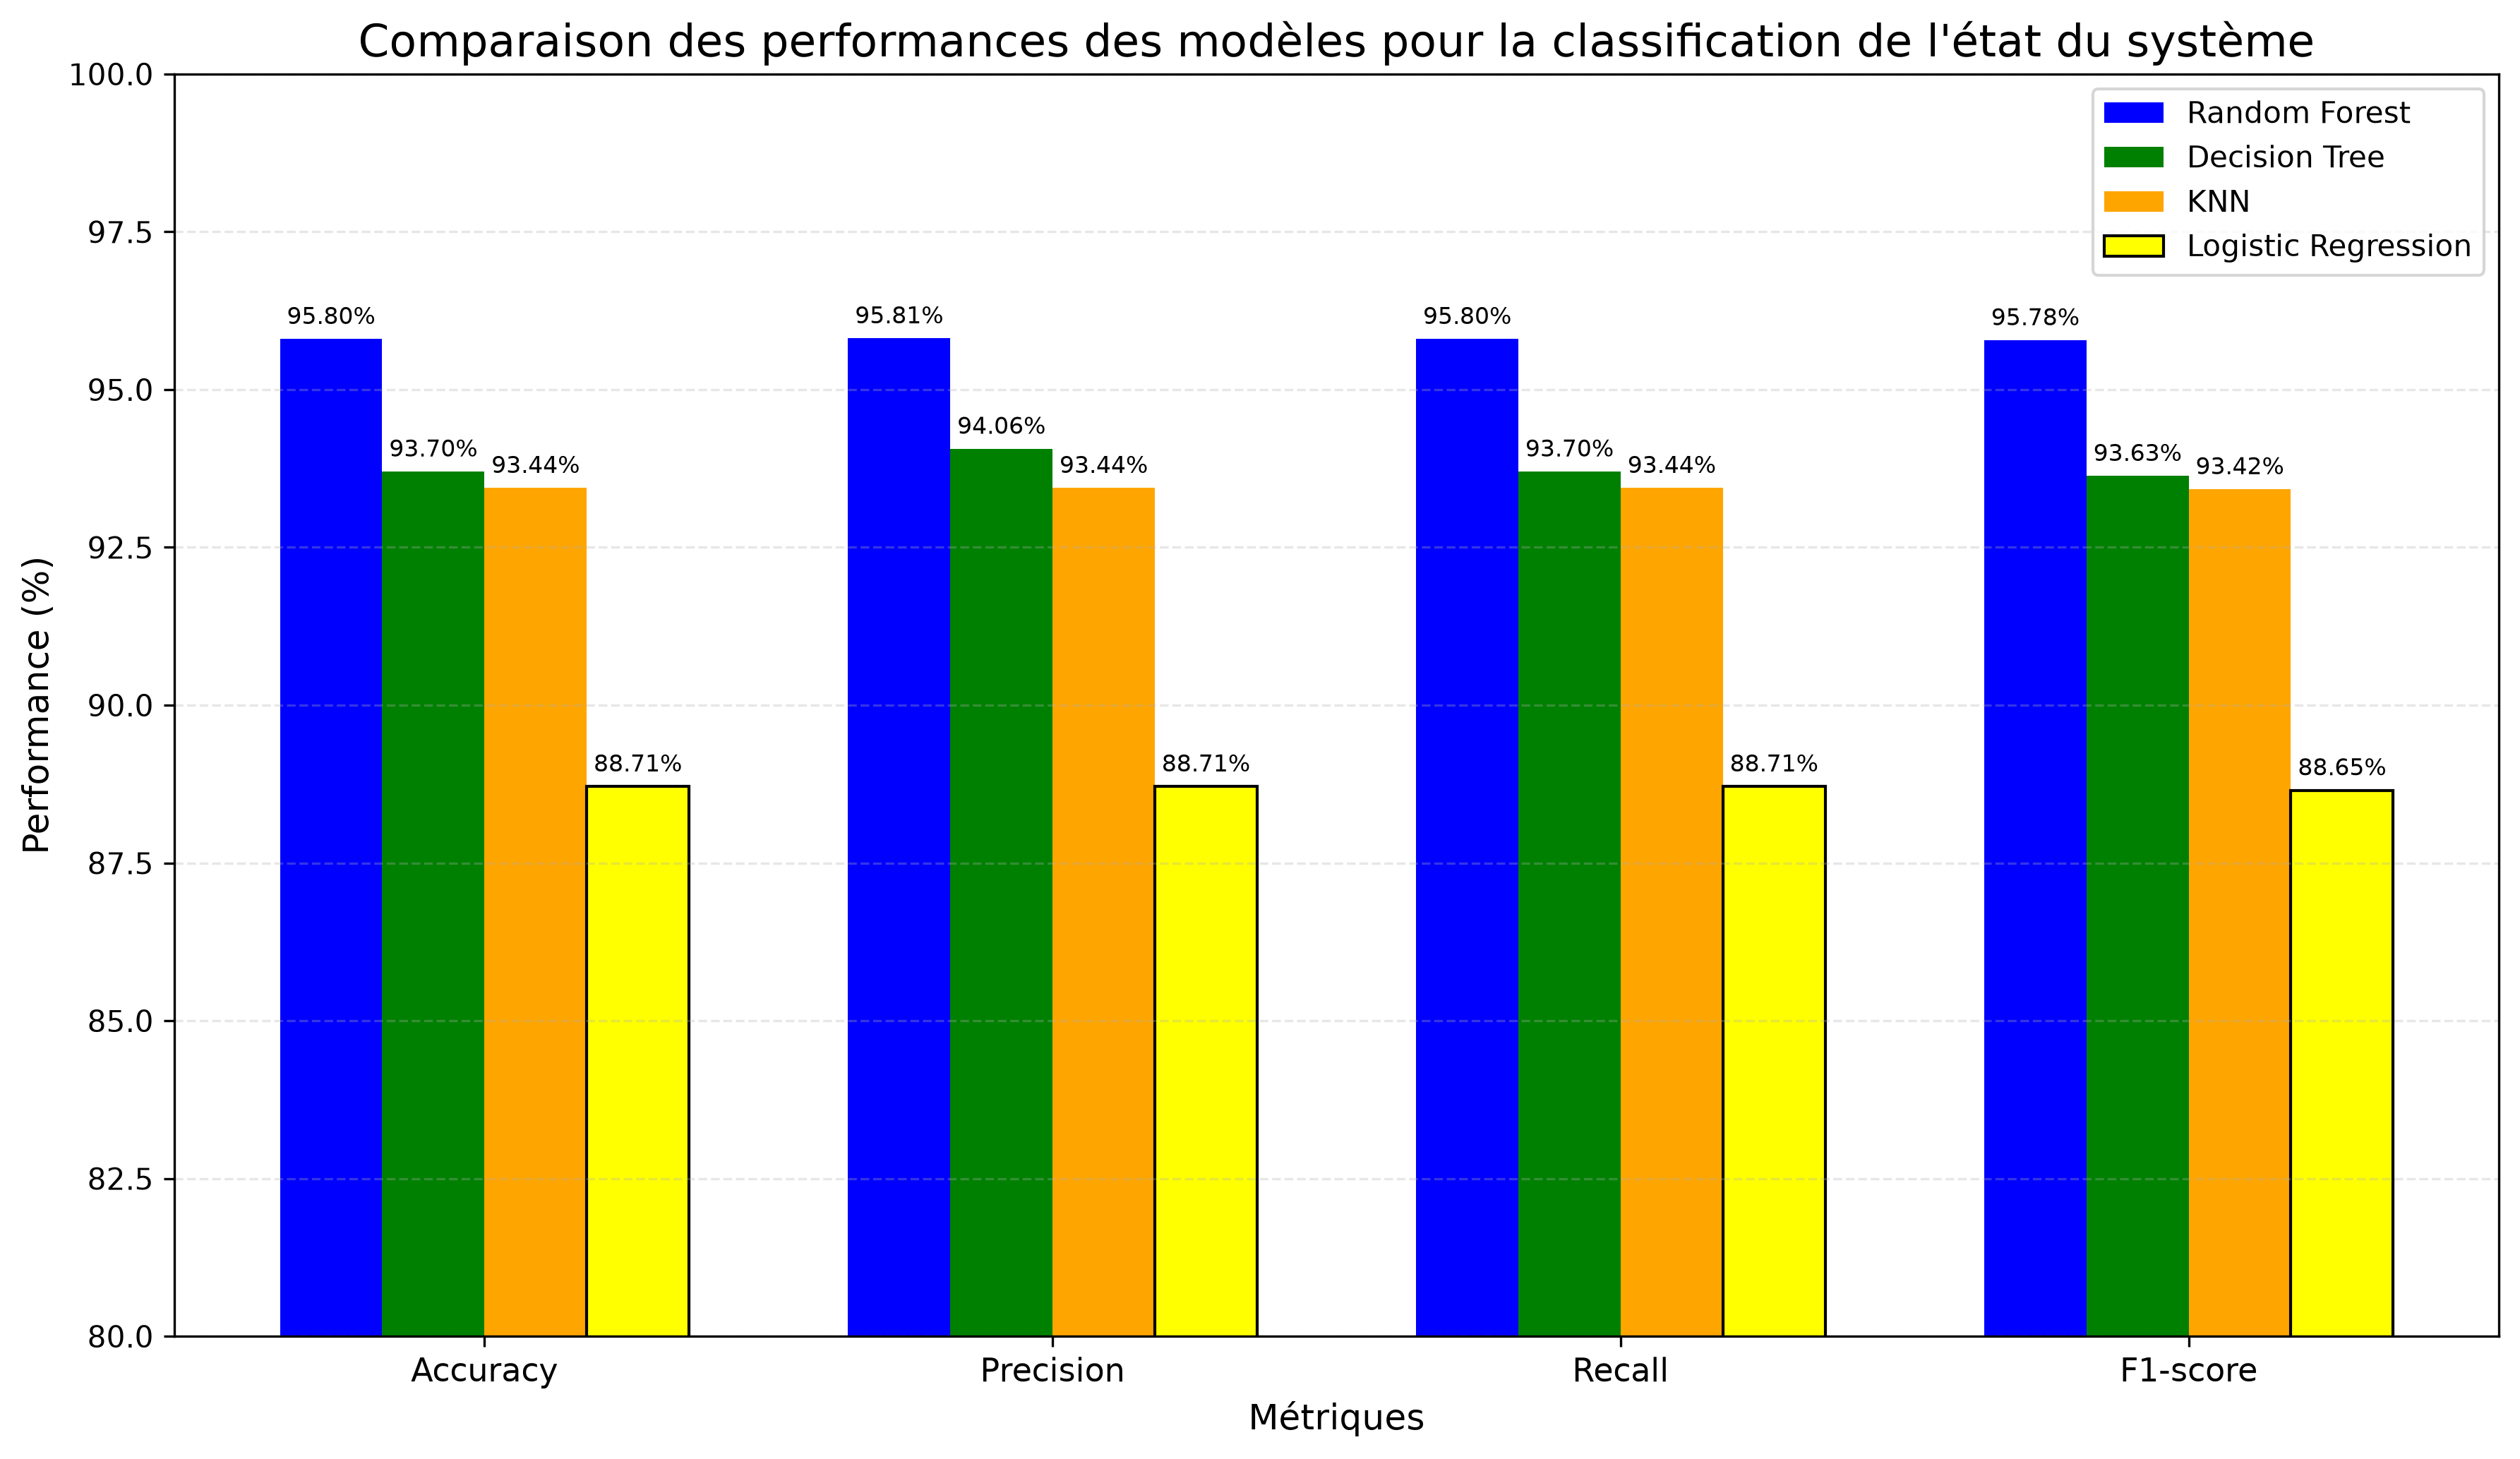 Comparaison des performances des modèles pour la classification de l'état du système
Performance (%)
100.0
97.5
95.0
92.5
90.0
87.5
85.0
82.5
80.0
Random Forest
Decision Tree
KNN
Logistic Regression
95.80%
93.70%
93.44%
88.71%
95.81%
94.06%
93.44%
88.71%
95.80%
93.70%
93.44%
88.71%
95.78%
93.63%
93.42%
88.65%
Accuracy
Precision
Recall
F1-score
Métriques